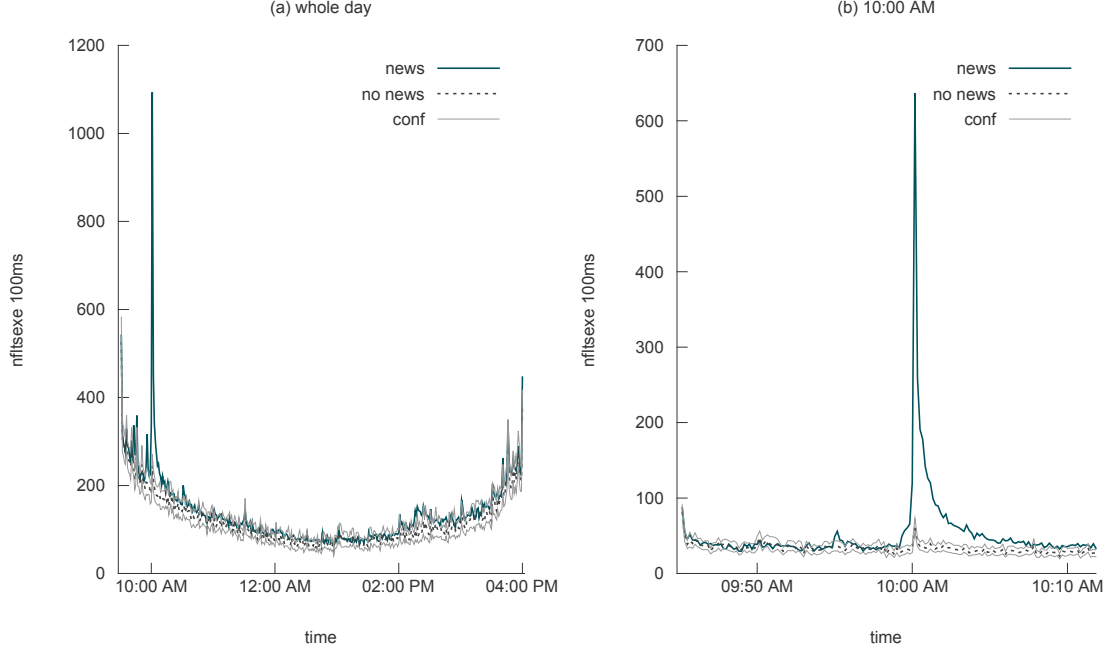 (a) whole day
1200
1000
800
600
400
200
0
nfltsexe 100ms
news
no news
conf
10:00 AM
12:00 AM
02:00 PM
04:00 PM
time
(b) 10:00 AM
700
600
500
400
300
200
100
0
nfltsexe 100ms
news
no news
conf
09:50 AM
10:00 AM
10:10 AM
time